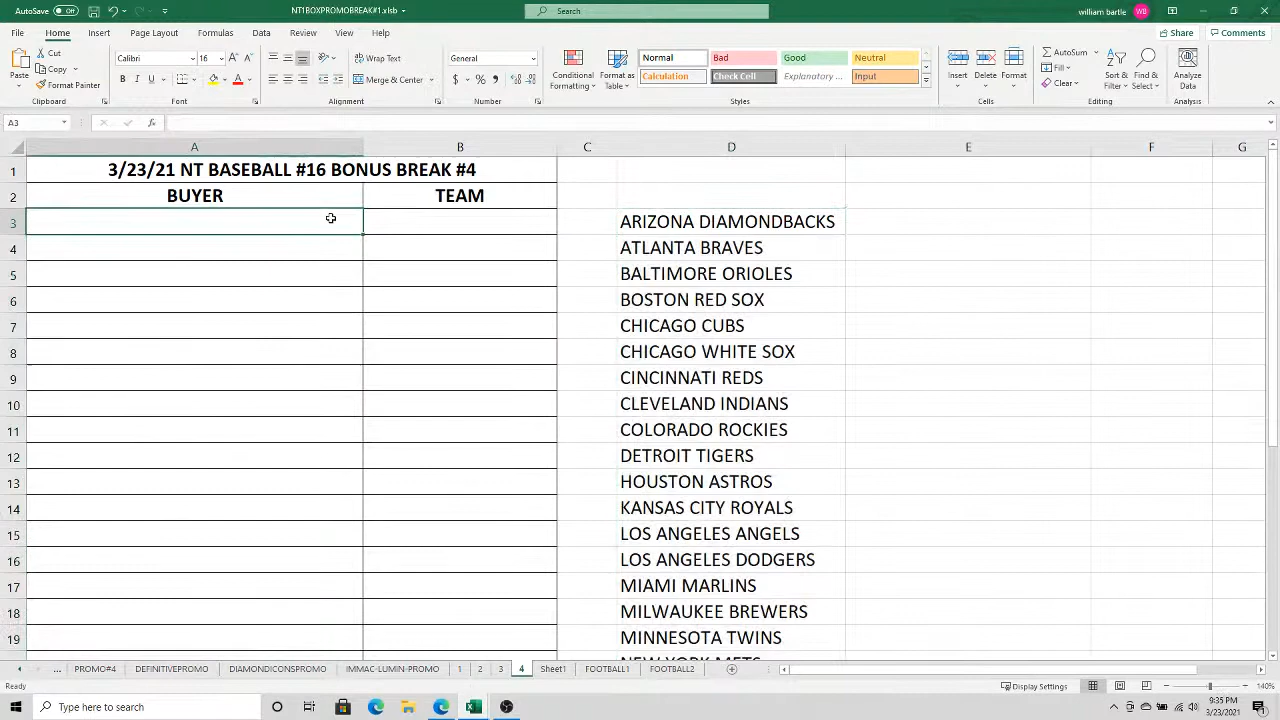 AutoSave Off NT1BOXPROMOBREAK#1.xlsb Search william bartle WB
File Home Insert Page Layout Formulas Data Review View Help Share Comments
Paste Cut Calibri 16 General Conditional Formatting Format as Table Normal Bad Good Neutral Insert Delete Format AutoSum Sort & Filter Find & Select Analyze Data
Copy Merge & Center Calculation Check Cell Explanatory ... Input Fill
Format Painter Clear
Clipboard Font Alignment Number Styles Cells Editing Analysis
A3
A B C D E F G
1 3/23/21 NT BASEBALL #16 BONUS BREAK #4
2 BUYER TEAM
3 ARIZONA DIAMONDBACKS
4 ATLANTA BRAVES
5 BALTIMORE ORIOLES
6 BOSTON RED SOX
7 CHICAGO CUBS
8 CHICAGO WHITE SOX
9 CINCINNATI REDS
10 CLEVELAND INDIANS
11 COLORADO ROCKIES
12 DETROIT TIGERS
13 HOUSTON ASTROS
14 KANSAS CITY ROYALS
15 LOS ANGELES ANGELS
16 LOS ANGELES DODGERS
17 MIAMI MARLINS
18 MILWAUKEE BREWERS
19 MINNESOTA TWINS
NEW YORK METS
... PROMO#4 DEFINITIVEPROMO DIAMONDICONSPROMO IMMAC-LUMIN-PROMO 1 2 3 4 Sheet1 FOOTBALL1 FOOTBALL2
Ready Display Settings 140%
Type here to search 9:35 PM
3/23/2021